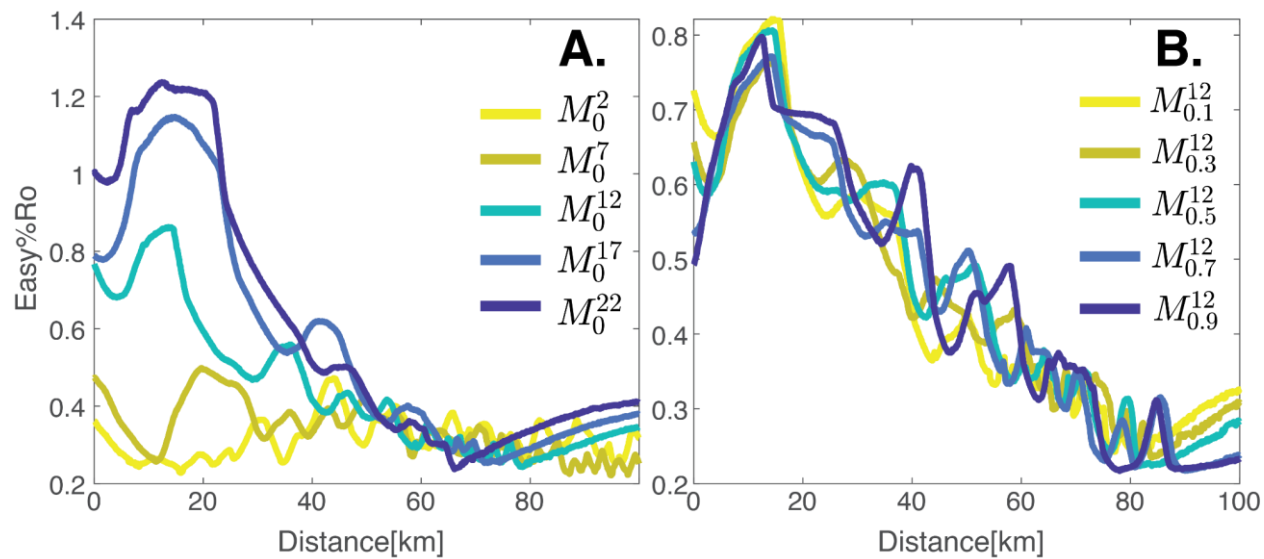 A.
1.4
1.2
1
0.8
0.6
0.4
0.2
Easy%Ro
0 20 40 60 80
Distance[km]
M_0^2
M_0^7
M_0^12
M_0^17
M_0^22
B.
0.8
0.7
0.6
0.5
0.4
0.3
0.2
0 20 40 60 80 100
Distance[km]
M_0.1^12
M_0.3^12
M_0.5^12
M_0.7^12
M_0.9^12